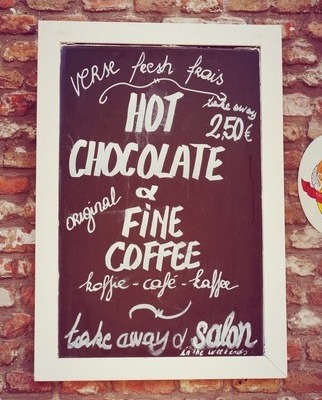 verse fresh frais
HOT
take away
2,50€
CHOCOLATE
&
original
FiNE
COFFEE
koffie - café - kaffee
take away & salon
in the weekends